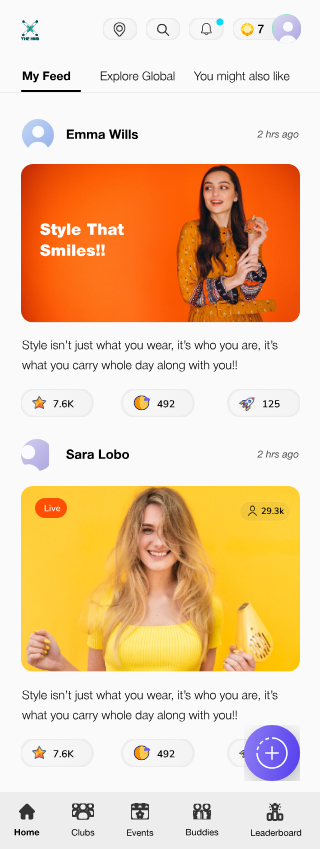 7
My Feed Explore Global You might also like
Emma Wills 2 hrs ago
Style That
Smiles!!
Style isn't just what you wear, it's who you are, it's
what you carry whole day along with you!!
7.6K 492 125
Sara Lobo 2 hrs ago
Live 29.3k
Style isn't just what you wear, it's who you are, it's
what you carry whole day along with you!!
7.6K 492
Home Clubs Events Buddies Leaderboard